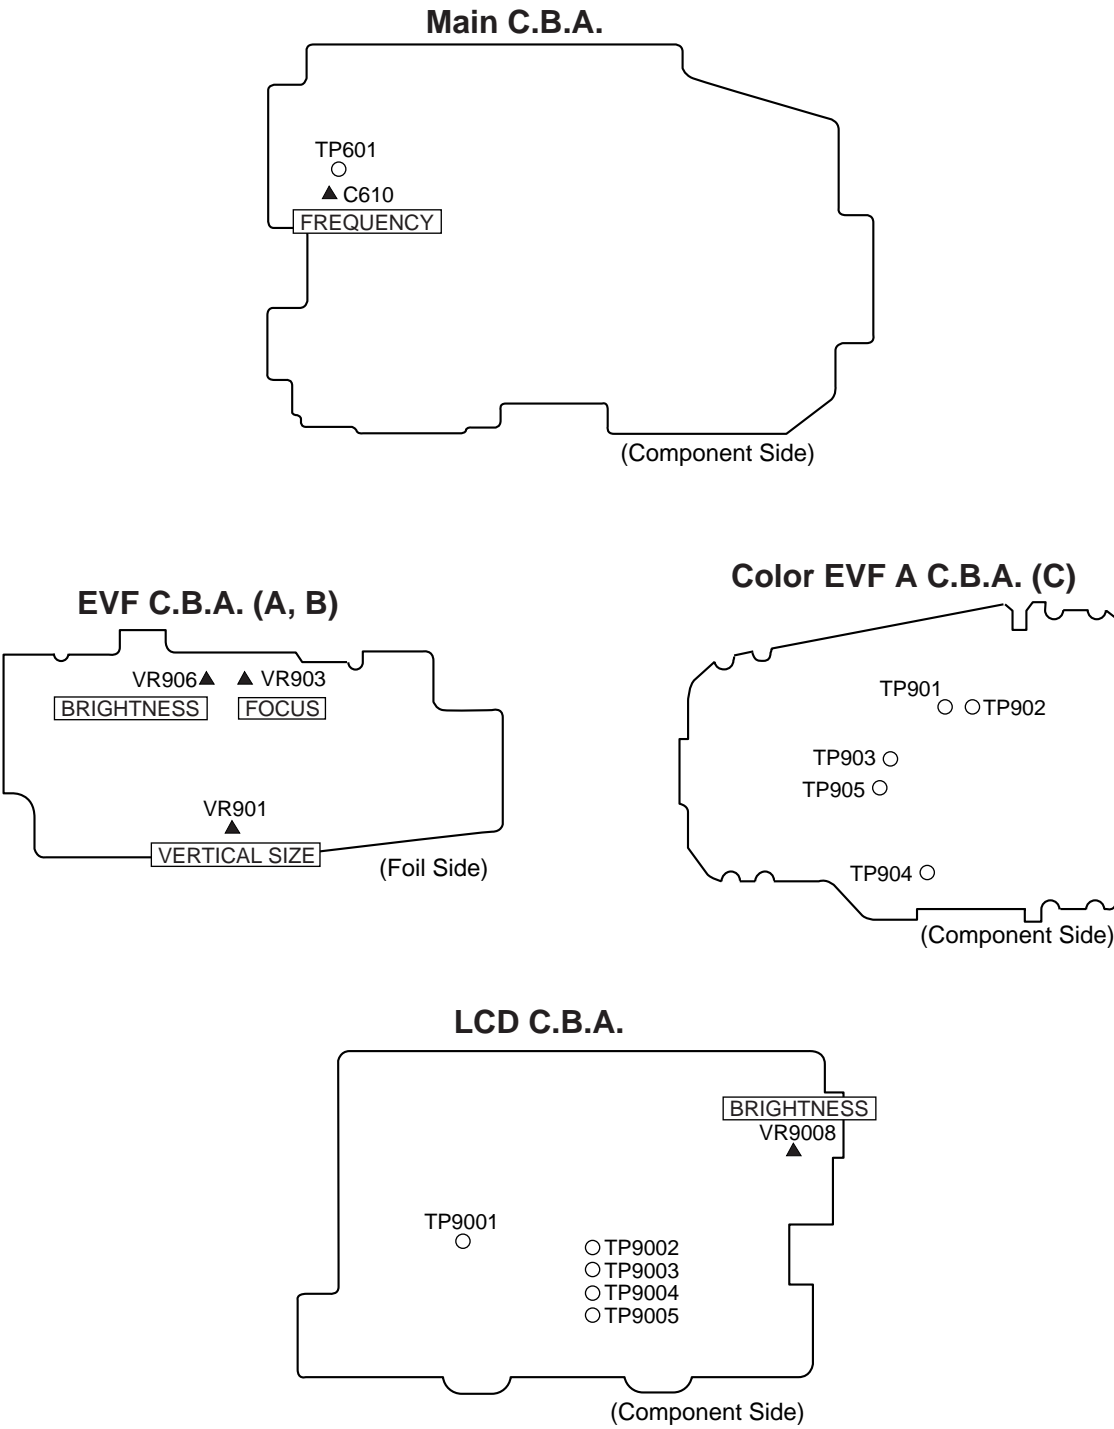 Main C.B.A.
TP601
C610
FREQUENCY
(Component Side)
EVF C.B.A. (A, B)
VR906
VR903
BRIGHTNESS
FOCUS
VR901
VERTICAL SIZE
(Foil Side)
Color EVF A C.B.A. (C)
TP901
TP902
TP903
TP905
TP904
(Component Side)
LCD C.B.A.
BRIGHTNESS
VR9008
TP9001
TP9002
TP9003
TP9004
TP9005
(Component Side)